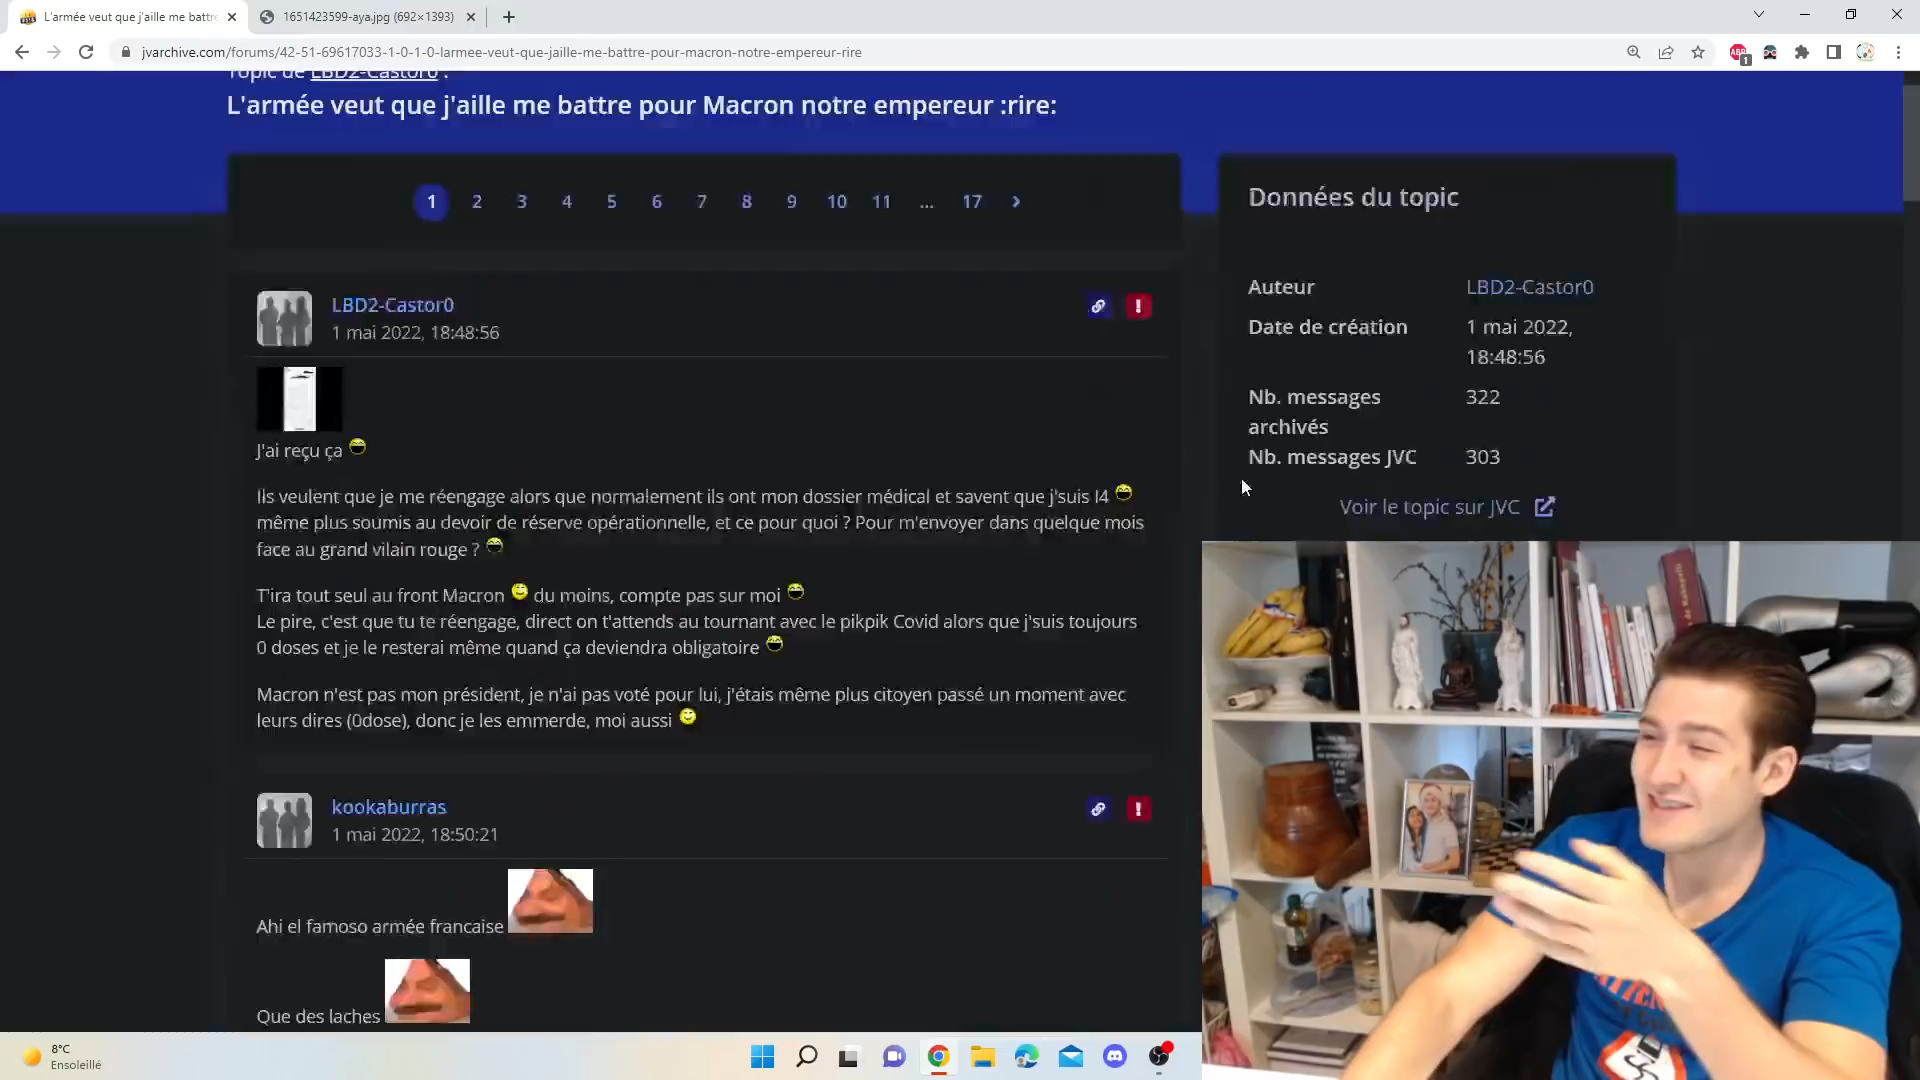 L'armée veut que j'aille me battre
1651423599-aya.jpg (692×1393)
jvarchive.com/forums/42-51-69617033-1-0-1-0-larmee-veut-que-jaille-me-battre-pour-macron-notre-empereur-rire
Topic de LBD2-Castor0 :
L'armée veut que j'aille me battre pour Macron notre empereur :rire:
1 2 3 4 5 6 7 8 9 10 11 ... 17
LBD2-Castor0
1 mai 2022, 18:48:56
J'ai reçu ça
Ils veulent que je me réengage alors que normalement ils ont mon dossier médical et savent que j'suis I4
même plus soumis au devoir de réserve opérationnelle, et ce pour quoi ? Pour m'envoyer dans quelque mois
face au grand vilain rouge ?
T'ira tout seul au front Macron du moins, compte pas sur moi
Le pire, c'est que tu te réengage, direct on t'attends au tournant avec le pikpik Covid alors que j'suis toujours
0 doses et je le resterai même quand ça deviendra obligatoire
Macron n'est pas mon président, je n'ai pas voté pour lui, j'étais même plus citoyen passé un moment avec
leurs dires (0dose), donc je les emmerde, moi aussi
kookaburras
1 mai 2022, 18:50:21
Ahi el famoso armée francaise
Que des laches
Données du topic
Auteur LBD2-Castor0
Date de création 1 mai 2022,
18:48:56
Nb. messages 322
archivés
Nb. messages JVC 303
Voir le topic sur JVC
8°C
Ensoleillé